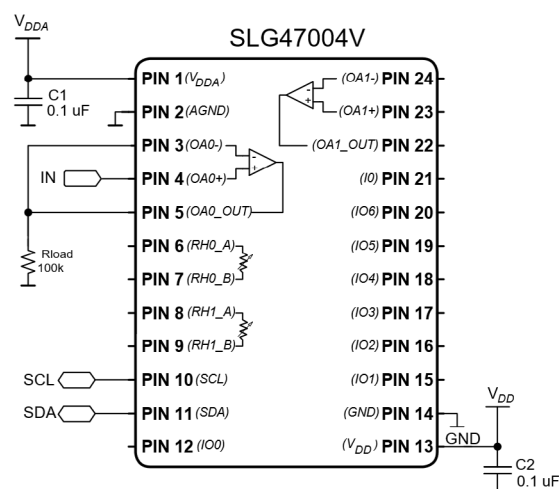 V_DDA
SLG47004V
C1
0.1 uF
PIN 1 (V_DDA)
PIN 2 (AGND)
PIN 3 (OA0-)
IN
PIN 4 (OA0+)
PIN 5 (OA0_OUT)
Rload
100k
PIN 6 (RH0_A)
PIN 7 (RH0_B)
PIN 8 (RH1_A)
PIN 9 (RH1_B)
SCL
PIN 10 (SCL)
SDA
PIN 11 (SDA)
PIN 12 (IO0)
-
+
-
+
(OA1-) PIN 24
(OA1+) PIN 23
(OA1_OUT) PIN 22
(I0) PIN 21
(IO6) PIN 20
(IO5) PIN 19
(IO4) PIN 18
(IO3) PIN 17
(IO2) PIN 16
(IO1) PIN 15
(GND) PIN 14
GND
(V_DD) PIN 13
V_DD
C2
0.1 uF